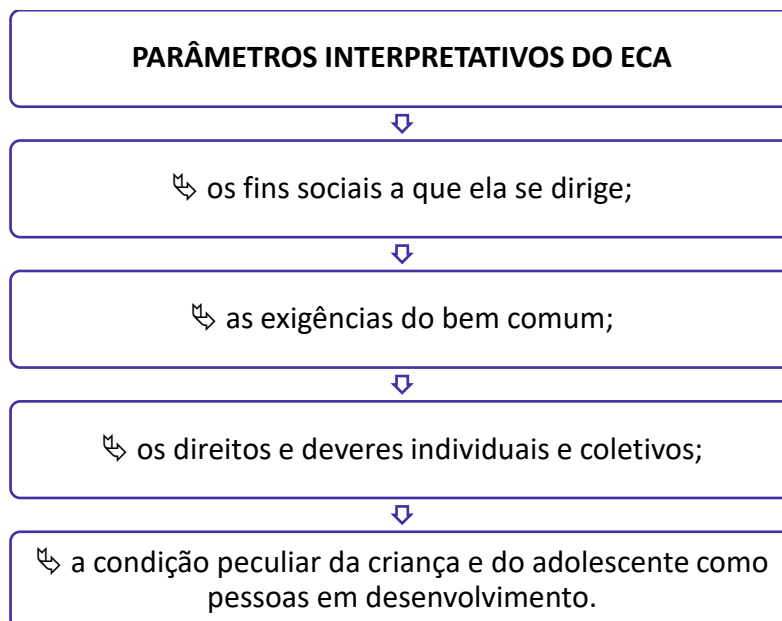 PARÂMETROS INTERPRETATIVOS DO ECA
os fins sociais a que ela se dirige;
as exigências do bem comum;
os direitos e deveres individuais e coletivos;
a condição peculiar da criança e do adolescente como
pessoas em desenvolvimento.